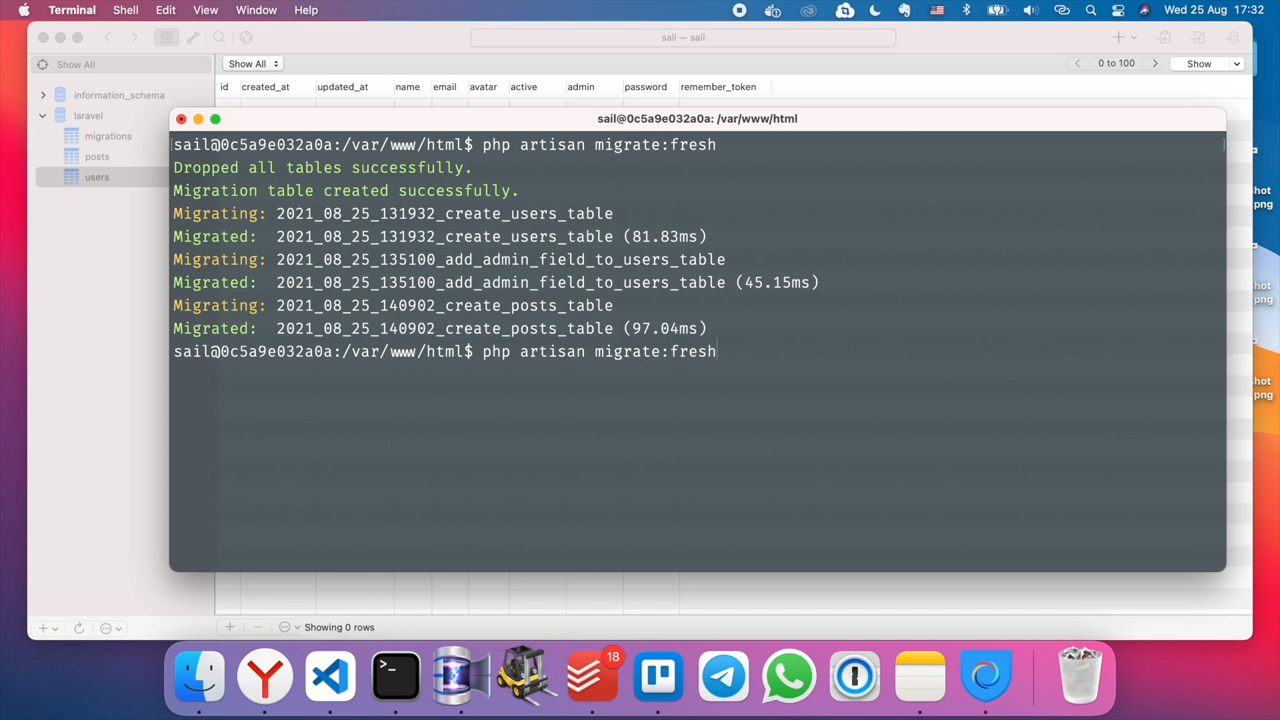 Terminal Shell Edit View Window Help Wed 25 Aug 17:32
sail — sail
Show All
Show All
0 to 100
Show
id created_at updated_at name email avatar active admin password remember_token
information_schema
laravel
migrations
posts
users
sail@0c5a9e032a0a: /var/www/html
sail@0c5a9e032a0a:/var/www/html$ php artisan migrate:fresh
Dropped all tables successfully.
Migration table created successfully.
Migrating: 2021_08_25_131932_create_users_table
Migrated:  2021_08_25_131932_create_users_table (81.83ms)
Migrating: 2021_08_25_135100_add_admin_field_to_users_table
Migrated:  2021_08_25_135100_add_admin_field_to_users_table (45.15ms)
Migrating: 2021_08_25_140902_create_posts_table
Migrated:  2021_08_25_140902_create_posts_table (97.04ms)
sail@0c5a9e032a0a:/var/www/html$ php artisan migrate:fresh
Showing 0 rows
18